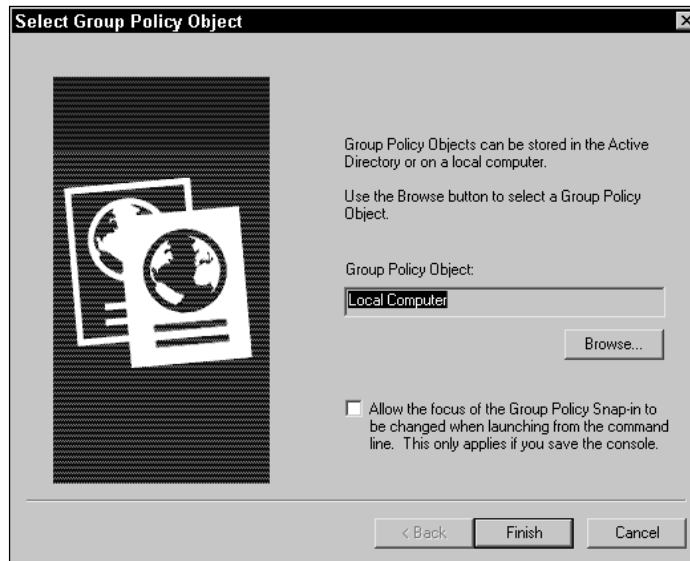 Select Group Policy Object
Group Policy Objects can be stored in the Active
Directory or on a local computer.
Use the Browse button to select a Group Policy
Object.
Group Policy Object:
Local Computer
Browse...
Allow the focus of the Group Policy Snap-in to
be changed when launching from the command
line. This only applies if you save the console.
< Back
Finish
Cancel